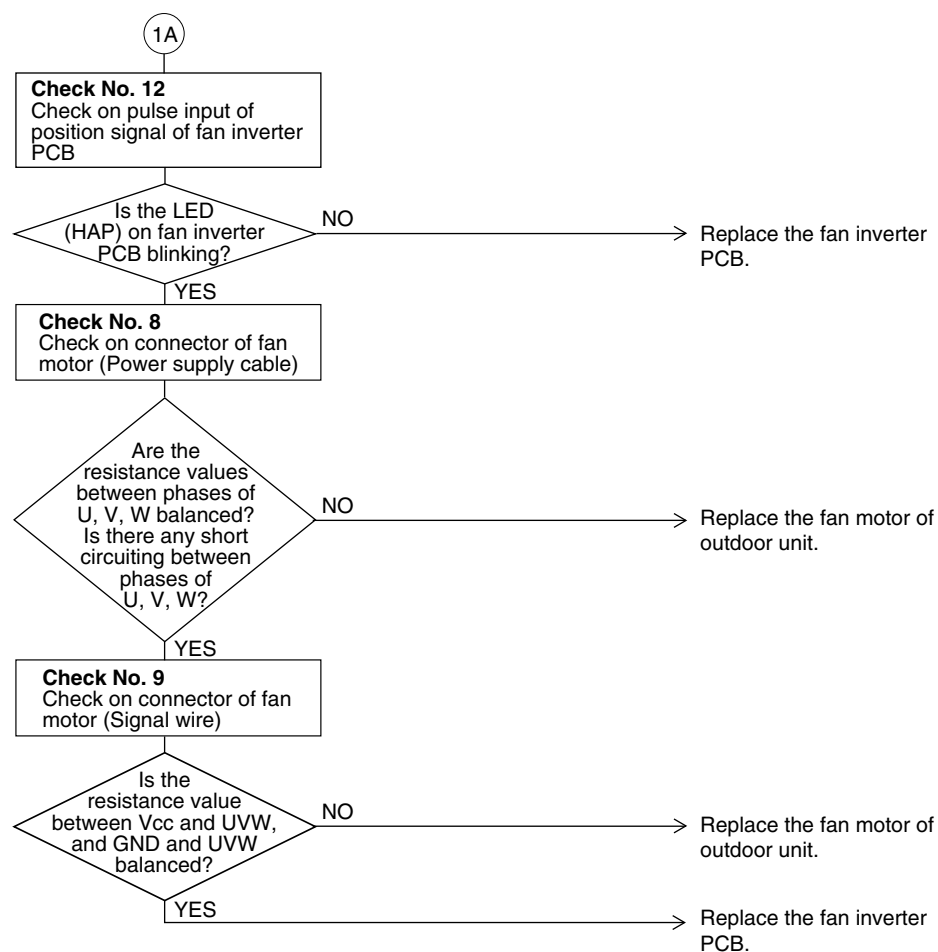 1A
Check No. 12
Check on pulse input of
position signal of fan inverter
PCB
Is the LED
(HAP) on fan inverter
PCB blinking?
NO
Replace the fan inverter
PCB.
YES
Check No. 8
Check on connector of fan
motor (Power supply cable)
Are the
resistance values
between phases of
U, V, W balanced?
Is there any short
circuiting between
phases of
U, V, W?
NO
Replace the fan motor of
outdoor unit.
YES
Check No. 9
Check on connector of fan
motor (Signal wire)
Is the
resistance value
between Vcc and UVW,
and GND and UVW
balanced?
NO
Replace the fan motor of
outdoor unit.
YES
Replace the fan inverter
PCB.